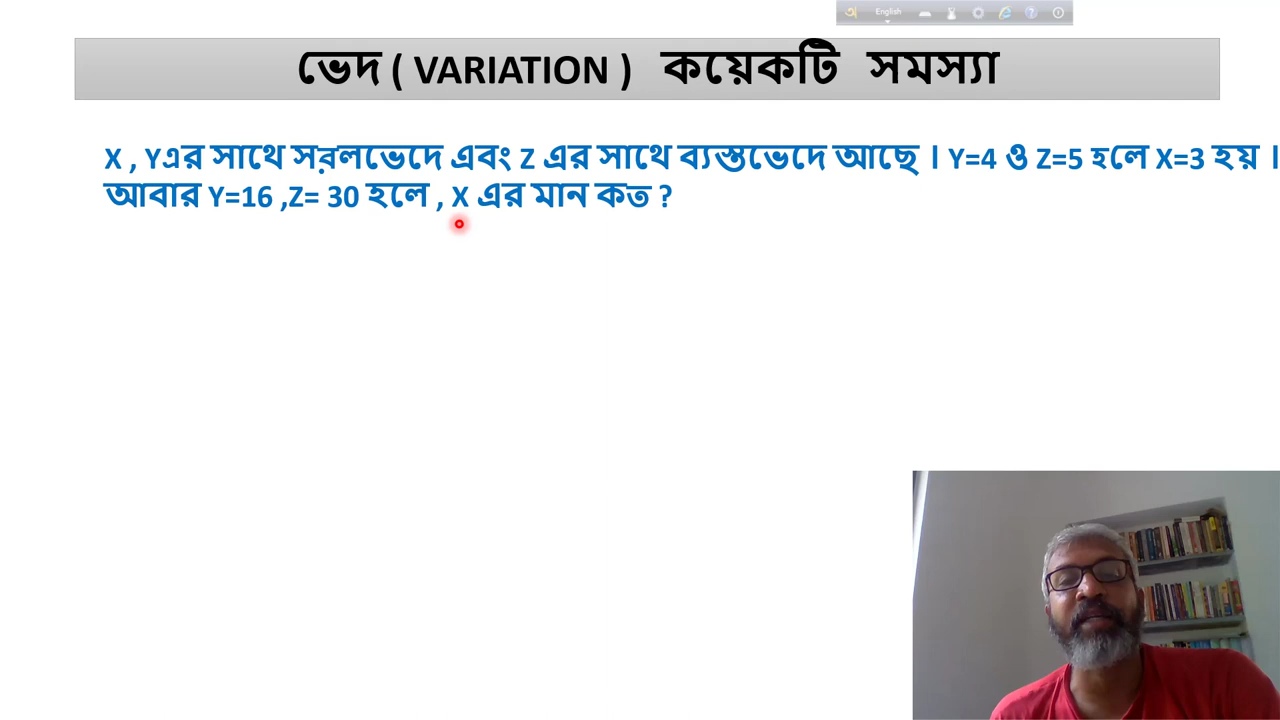 English
ভেদ ( VARIATION ) কয়েকটি সমস্যা
X , Yএর সাথে সরলভেদে এবং Z এর সাথে ব্যস্তভেদে আছে । Y=4 ও Z=5 হলে X=3 হয় ।
আবার Y=16 ,Z= 30 হলে , X এর মান কত ?